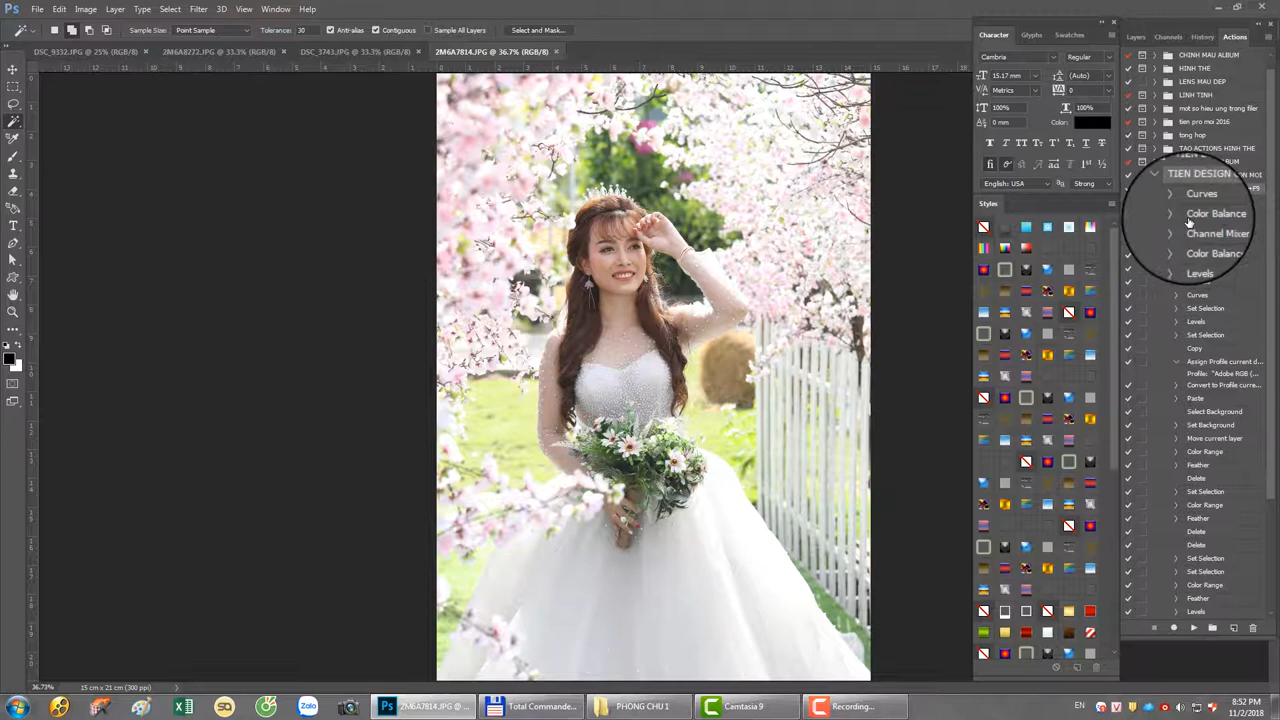 Ps File Edit Image Layer Type Select Filter 3D View Window Help
Sample Size: Point Sample Tolerance: 30 Anti-alias Contiguous Sample All Layers Select and Mask...
DSC_9332.JPG @ 25% (RGB/8) × 2M6A8272.JPG @ 33.3% (RGB/8) × DSC_3743.JPG @ 33.3% (RGB/8) × 2M6A7814.JPG @ 36.7% (RGB/8) ×
Character Glyphs Swatches
Cambria Regular
15.17 mm (Auto)
Metrics 0
100% 100%
0 mm Color:
English: USA Strong
Styles
Layers Channels History Actions
CHINH MAU ALBUM
HINH THE
LENS MAU DEP
LINH TINH
mot so hieu ung trong filer
tien pro moi 2016
tong hop
TAO ACTIONS HINH THE
TIEN DESIGN
Curves
Color Balance
Channel Mixer
Color Balanc
Levels
Curves
Set Selection
Levels
Set Selection
Copy
Assign Profile current d...
Profile: "Adobe RGB (...
Convert to Profile curre...
Paste
Select Background
Set Background
Move current layer
Color Range
Feather
Delete
Set Selection
Color Range
Feather
Delete
Delete
Set Selection
Set Selection
Color Range
Feather
Levels
36.73% 15 cm x 21 cm (300 ppi)
2M6A7814.JPG @ ... Total Commande... PHONG CHU 1 Camtasia 9 Recording...
Zalo
EN 8:52 PM
11/2/2018